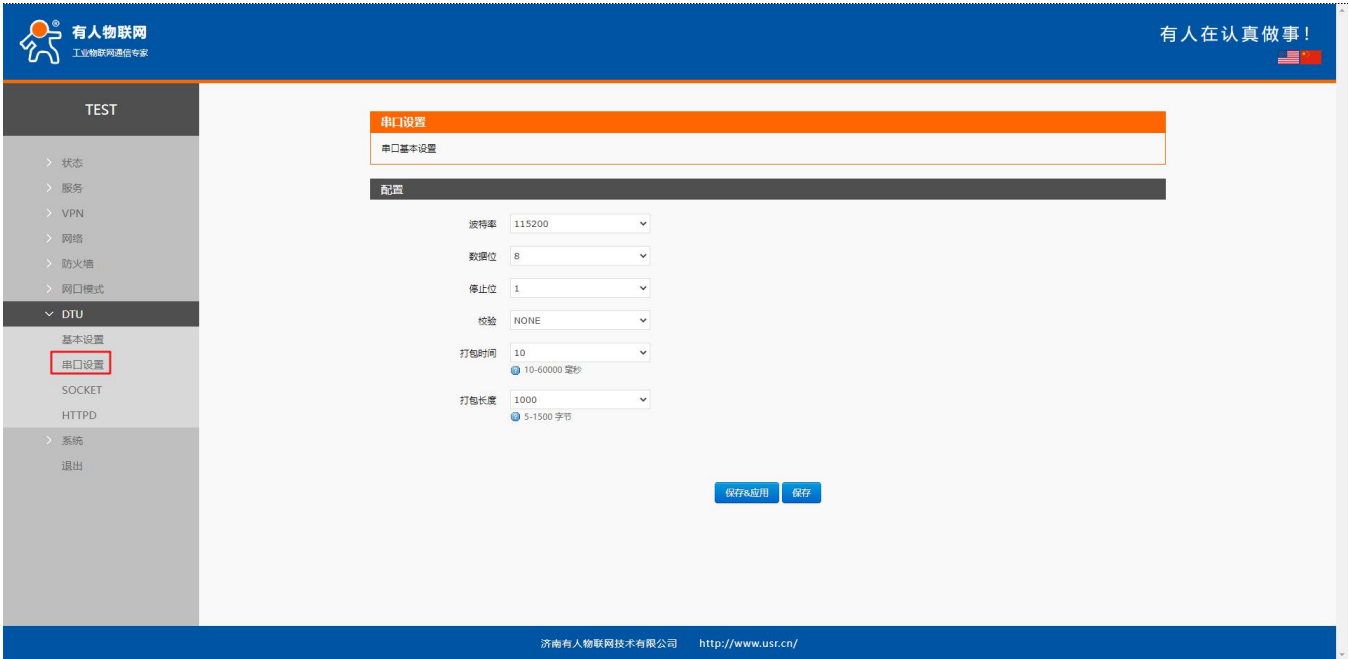 有人物联网
工业物联网通信专家
有人在认真做事!
TEST
状态
服务
VPN
网络
防火墙
网口模式
DTU
基本设置
串口设置
SOCKET
HTTPD
系统
退出
串口设置
串口基本设置
配置
波特率 115200
数据位 8
停止位 1
校验 NONE
打包时间 10
10-60000 毫秒
打包长度 1000
5-1500 字节
保存&应用 保存
济南有人物联网技术有限公司 http://www.usr.cn/